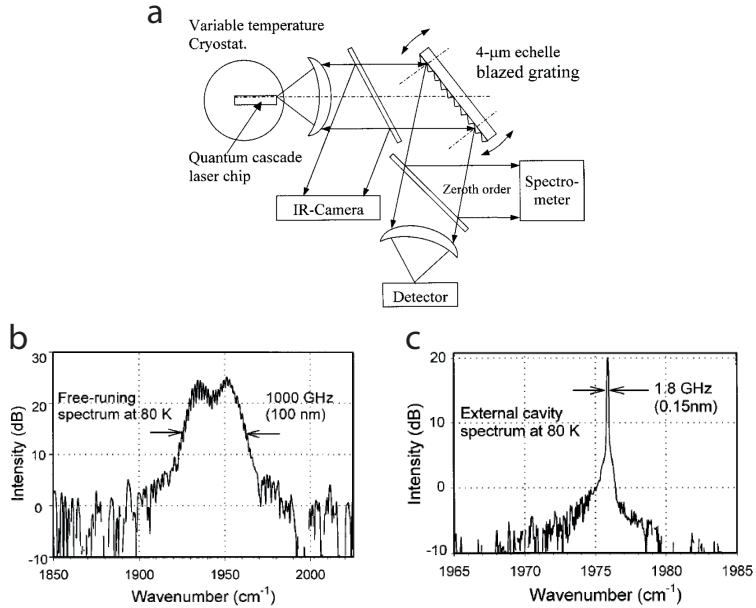 a
Variable temperature
Cryostat.
4-μm echelle
blazed grating
Quantum cascade
laser chip
IR-Camera
Zeroth order
Spectro-
meter
Detector
b
30
20
10
0
-10
Intensity (dB)
Free-runing
spectrum at 80 K
1000 GHz
(100 nm)
1850
1900
1950
2000
Wavenumber (cm-1)
c
20
10
0
-10
Intensity (dB)
External cavity
spectrum at 80 K
1.8 GHz
(0.15nm)
1965
1970
1975
1980
1985
Wavenumber (cm-1)